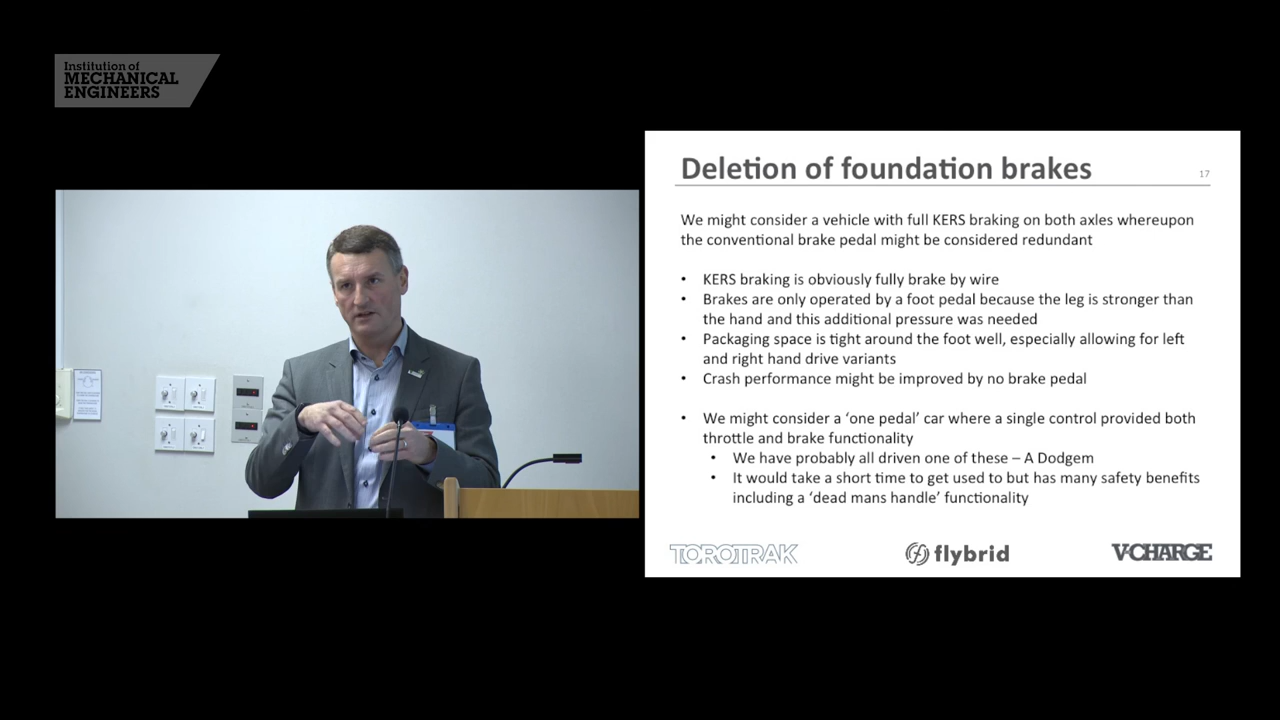 Institution of
MECHANICAL
ENGINEERS
Deletion of foundation brakes
17
We might consider a vehicle with full KERS braking on both axles whereupon
the conventional brake pedal might be considered redundant
• KERS braking is obviously fully brake by wire
• Brakes are only operated by a foot pedal because the leg is stronger than
the hand and this additional pressure was needed
• Packaging space is tight around the foot well, especially allowing for left
and right hand drive variants
• Crash performance might be improved by no brake pedal
• We might consider a ‘one pedal’ car where a single control provided both
throttle and brake functionality
• We have probably all driven one of these – A Dodgem
• It would take a short time to get used to but has many safety benefits
including a ‘dead mans handle’ functionality
TOROTRAK
flybrid
V-CHARGE